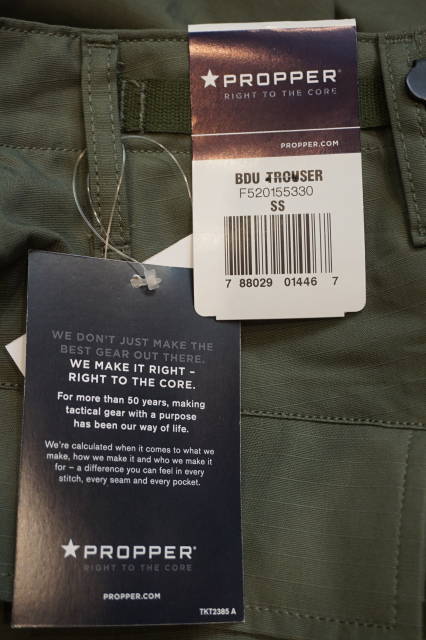 PROPPER
RIGHT TO THE CORE
PROPPER.COM
BDU TROUSER
F520155330
SS
7 88029 01446 7
WE DON'T JUST MAKE THE
BEST GEAR OUT THERE.
WE MAKE IT RIGHT –
RIGHT TO THE CORE.
For more than 50 years, making
tactical gear with a purpose
has been our way of life.
We're calculated when it comes to what we
make, how we make it and who we make it
for – a difference you can feel in every
stitch, every seam and every pocket.
PROPPER
RIGHT TO THE CORE
PROPPER.COM
TKT2385 A